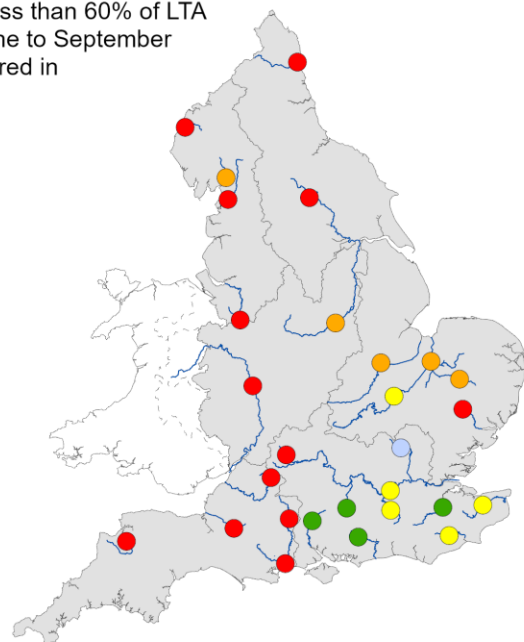 ss than 60% of LTA
ne to September
red in